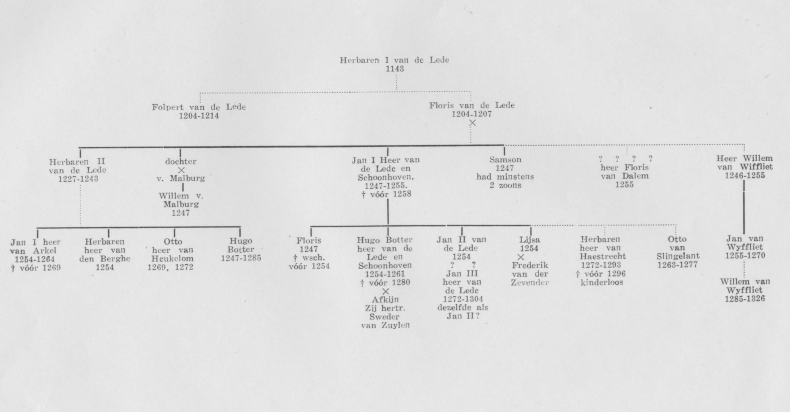 Herbaren I van de Lede
1143
Folpert van de Lede
1204-1214
Floris van de Lede
1204-1207
×
Herbaren II
van de Lede
1227-1243
dochter
×
v. Malburg
Willem v.
Malburg
1247
Jan I Heer van
de Lede en
Schoonhoven,
1247-1255.
† vóór 1258
Samson
1247
had minstens
2 zoons
? ? ? ?
heer Floris
van Dalem
1255
Heer Willem
van Wiffliet
1246-1255
Jan I heer
van Arkel
1254-1264
† vóór 1269
Herbaren
heer van
den Berghe
1254
Otto
heer van
Heukelom
1269, 1272
Hugo
Botter
1247-1285
Floris
1247
† wsch.
vóór 1254
Hugo Botter
heer van de
Lede en
Schoonhoven
1254-1261
† vóór 1280
×
Afkijn
Zij hertr.
Sweder
van Zuylen
Jan II van
de Lede
1254
? ?
Jan III
heer van
de Lede
1272-1304
dezelfde als
Jan II?
Lijsa
1254
×
Frederik
van der
Zevender
Herbaren
heer van
Haestrecht
1272-1293
† vóór 1296
kinderloos
Otto
van
Slingelant
1263-1277
Jan van
Wyffliet
1255-1270
Willem van
Wyffliet
1285-1326